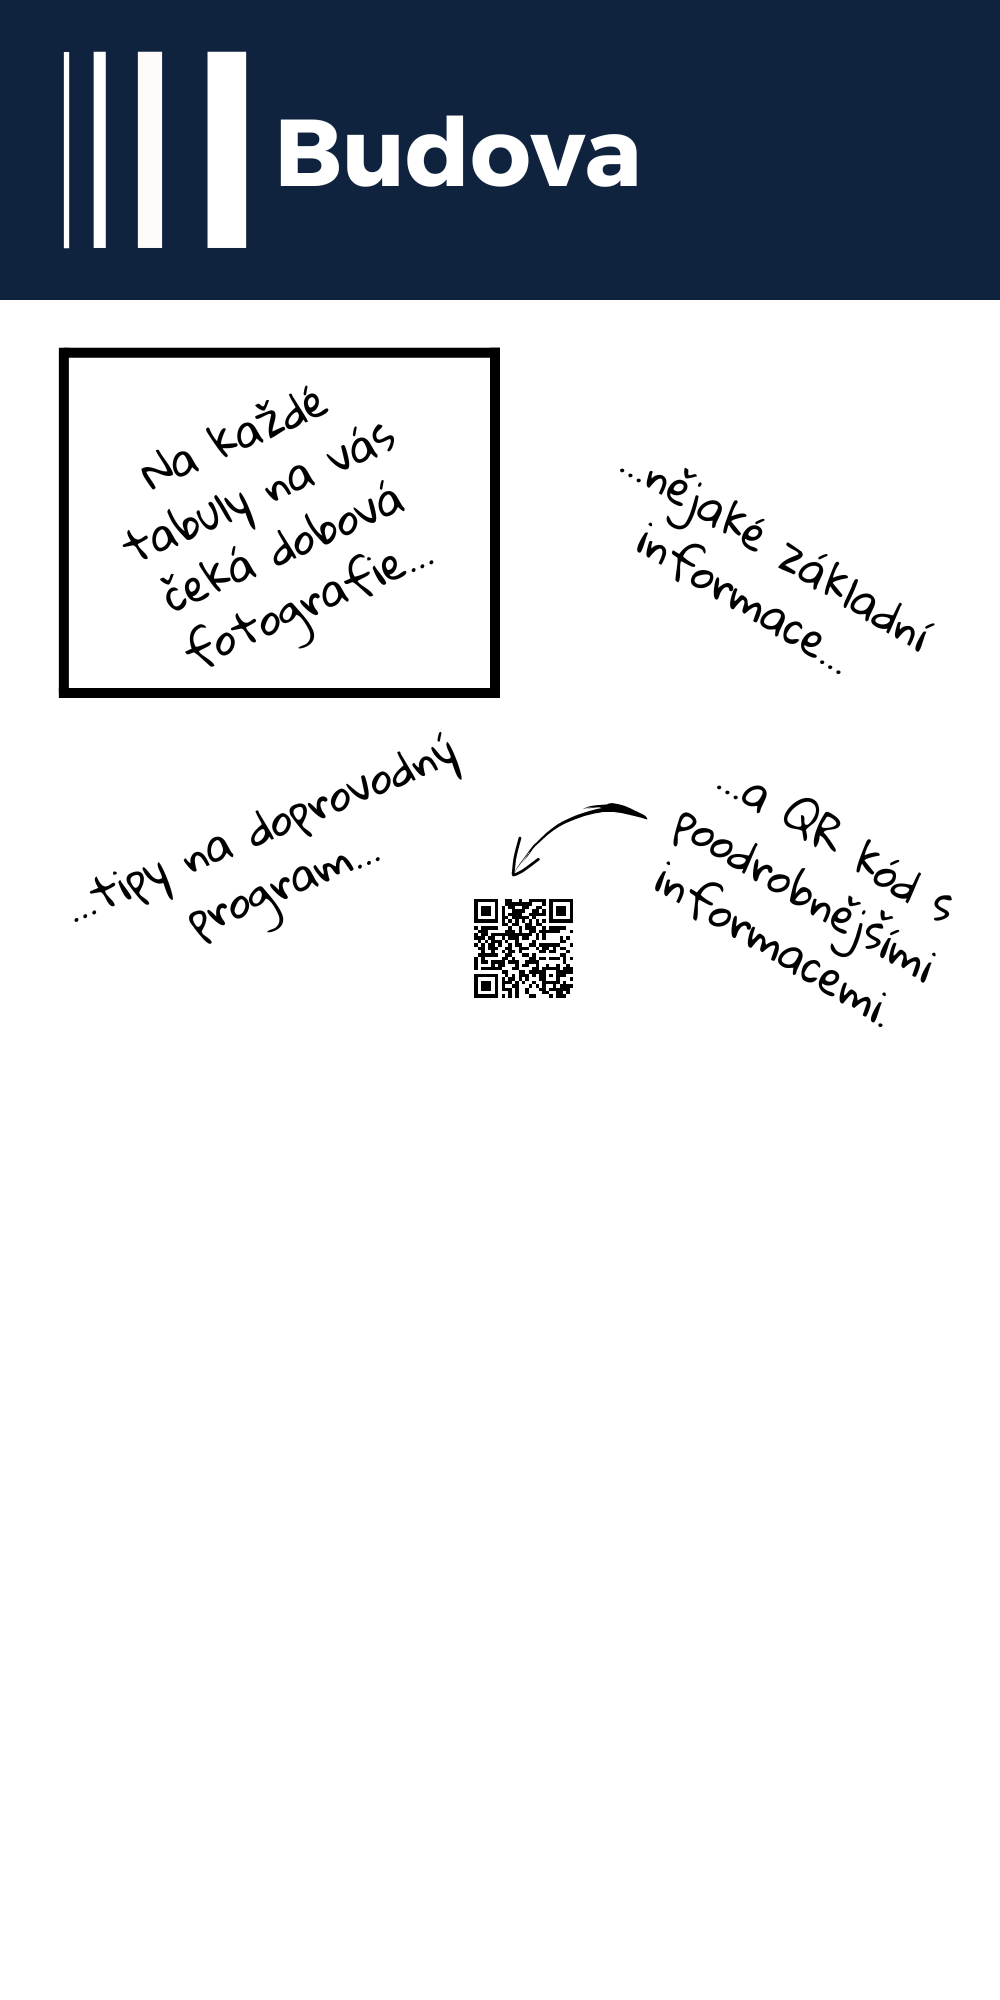 Budova
Na každé
tabuly na vás
čeká dobová
fotografie...
...nějaké základní
informace...
...tipy na doprovodný
program...
...a QR kód s
Poodrobnějšími
informacemi.